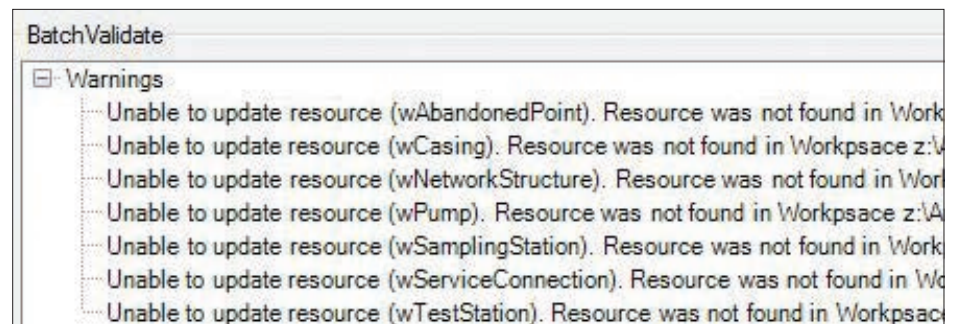 BatchValidate
Warnings
Unable to update resource (wAbandonedPoint). Resource was not found in Work
Unable to update resource (wCasing). Resource was not found in Workpsace z:\
Unable to update resource (wNetworkStructure). Resource was not found in Worl
Unable to update resource (wPump). Resource was not found in Workpsace z:\A
Unable to update resource (wSamplingStation). Resource was not found in Work
Unable to update resource (wServiceConnection). Resource was not found in Wo
Unable to update resource (wTestStation). Resource was not found in Workpsace